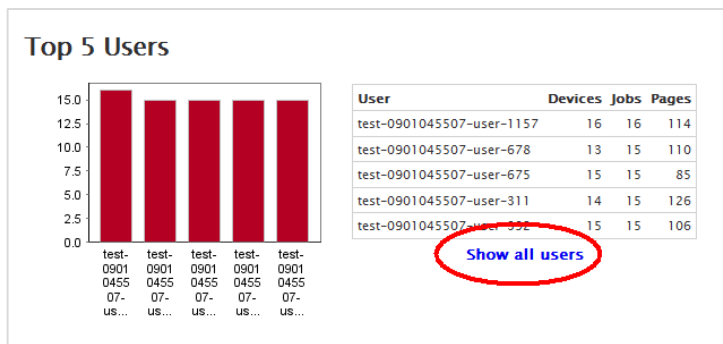 Top 5 Users
15.0
12.5
10.0
7.5
5.0
2.5
0.0
test-
0901
0455
07-
us...
test-
0901
0455
07-
us...
test-
0901
0455
07-
us...
test-
0901
0455
07-
us...
test-
0901
0455
07-
us...
User Devices Jobs Pages
test-0901045507-user-1157 16 16 114
test-0901045507-user-678 13 15 110
test-0901045507-user-675 15 15 85
test-0901045507-user-311 14 15 126
15 15 106
Show all users